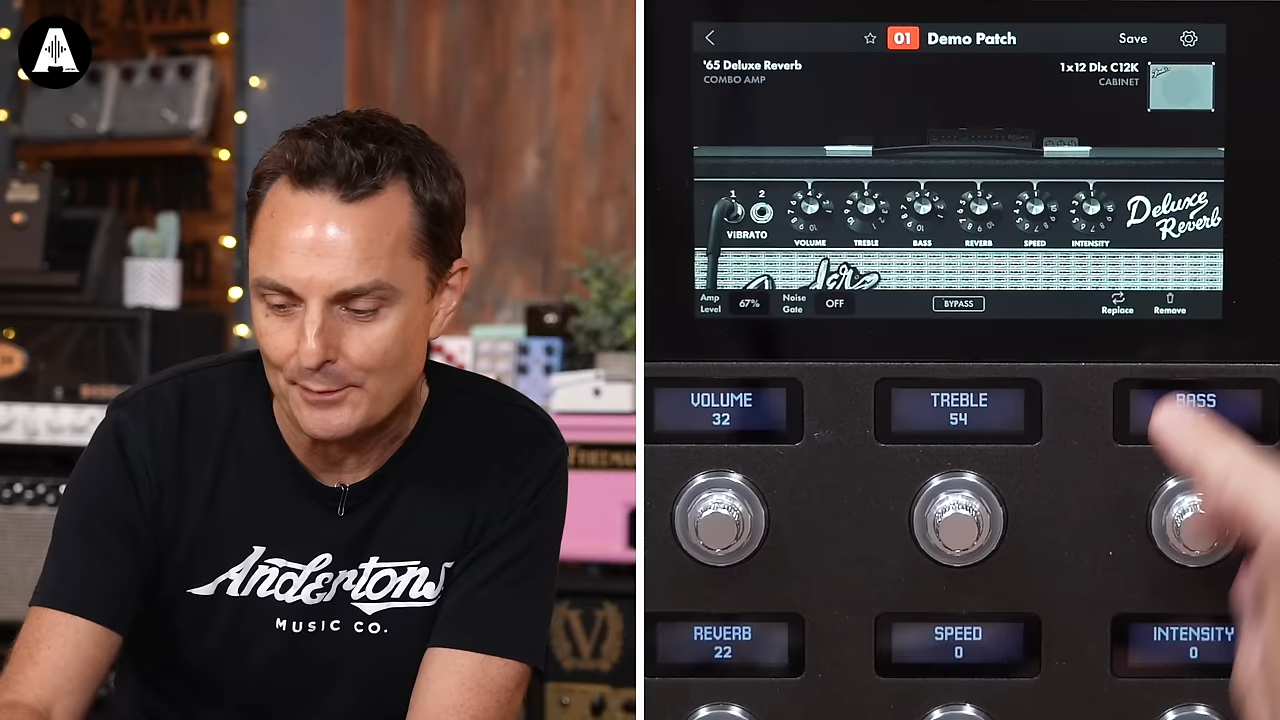 Andertons
MUSIC CO.
01 Demo Patch
Save
'65 Deluxe Reverb
COMBO AMP
1x12 Dlx C12K
CABINET
1 2
VIBRATO
VOLUME
TREBLE
BASS
REVERB
SPEED
INTENSITY
Deluxe
Reverb
Amp
Level
67%
Noise
Gate
OFF
BYPASS
Replace
Remove
VOLUME
32
TREBLE
54
BASS
REVERB
22
SPEED
0
INTENSITY
0